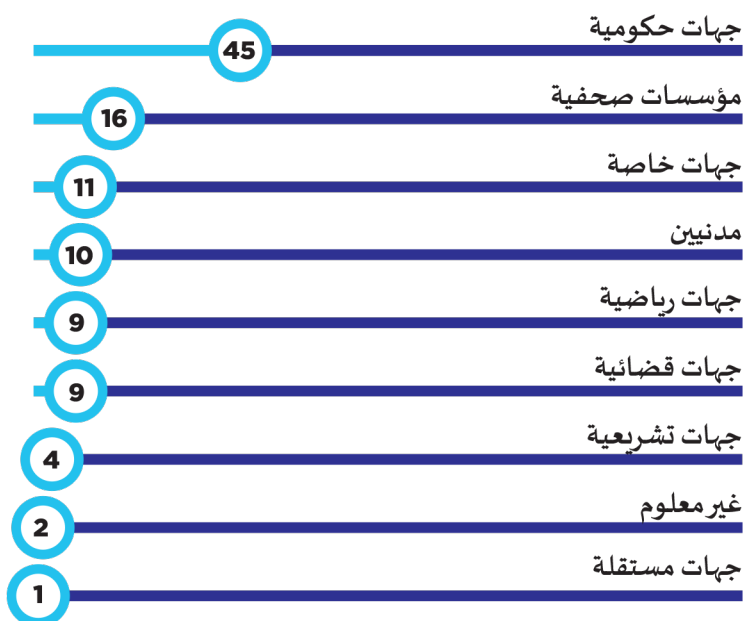 جهات حكومية
45
مؤسسات صحفية
16
جهات خاصة
11
مدنيين
10
جهات رياضية
9
جهات قضائية
9
جهات تشريعية
4
غير معلوم
2
جهات مستقلة
1